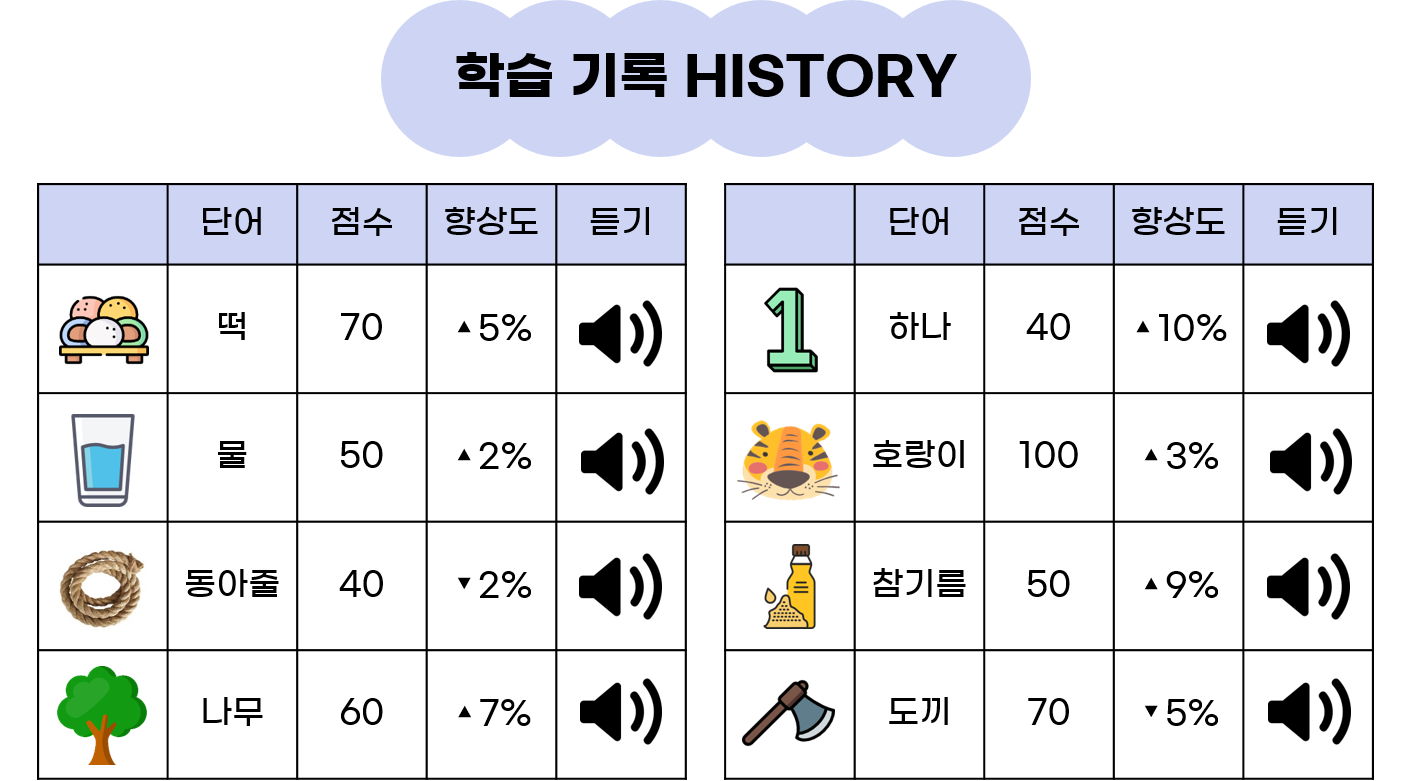 학습 기록 HISTORY
단어 점수 향상도 듣기
떡 70 ▲5%
물 50 ▲2%
동아줄 40 ▼2%
나무 60 ▲7%
단어 점수 향상도 듣기
1 하나 40 ▲10%
호랑이 100 ▲3%
참기름 50 ▲9%
도끼 70 ▼5%